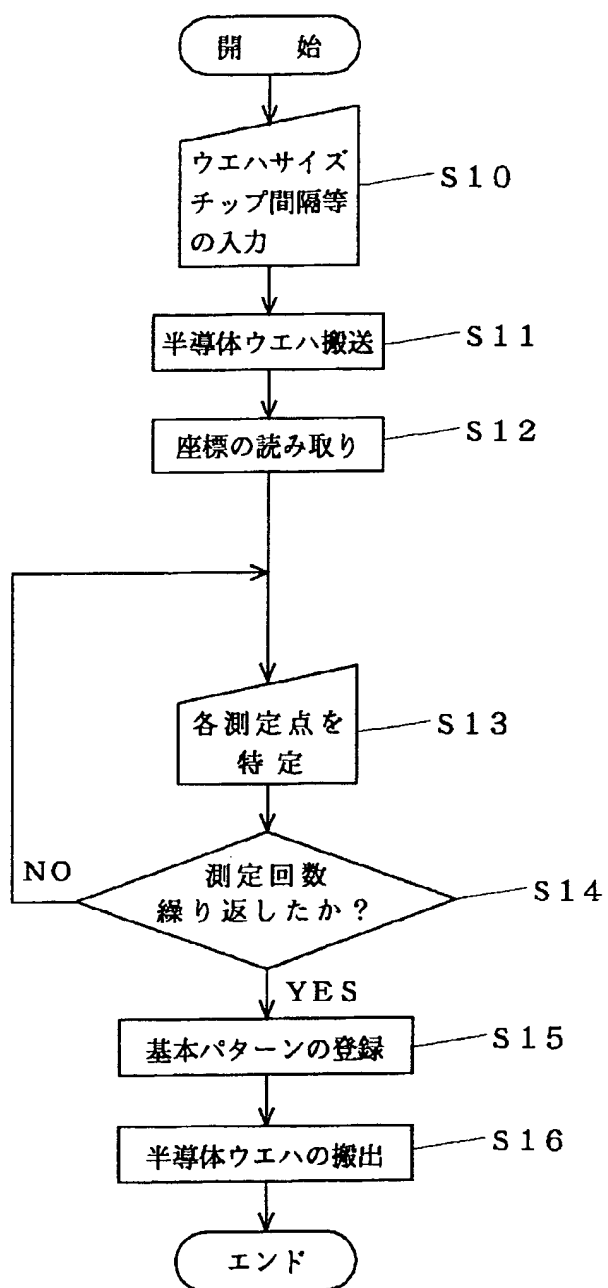 開　始
ウエハサイズ
チップ間隔等
の入力
S10
半導体ウエハ搬送
S11
座標の読み取り
S12
各測定点を
特定
S13
測定回数
繰り返したか？
S14
NO
YES
基本パターンの登録
S15
半導体ウエハの搬出
S16
エンド